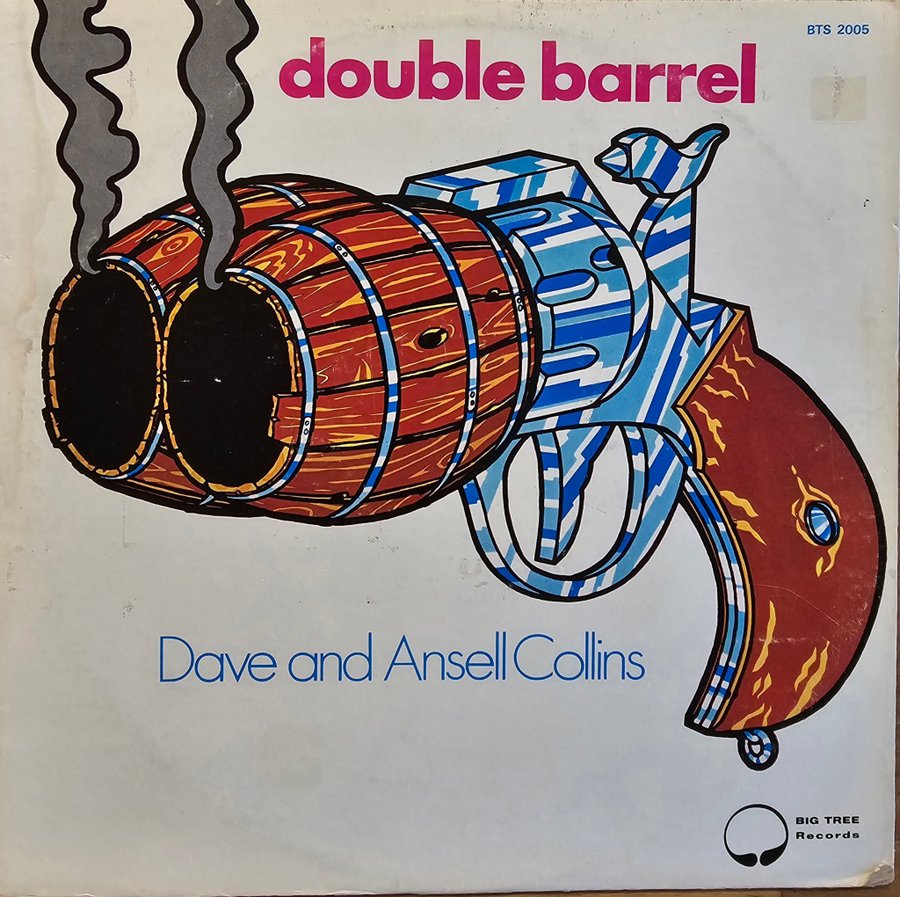 BTS 2005
double barrel
Dave and Ansell Collins
BIG TREE
Records